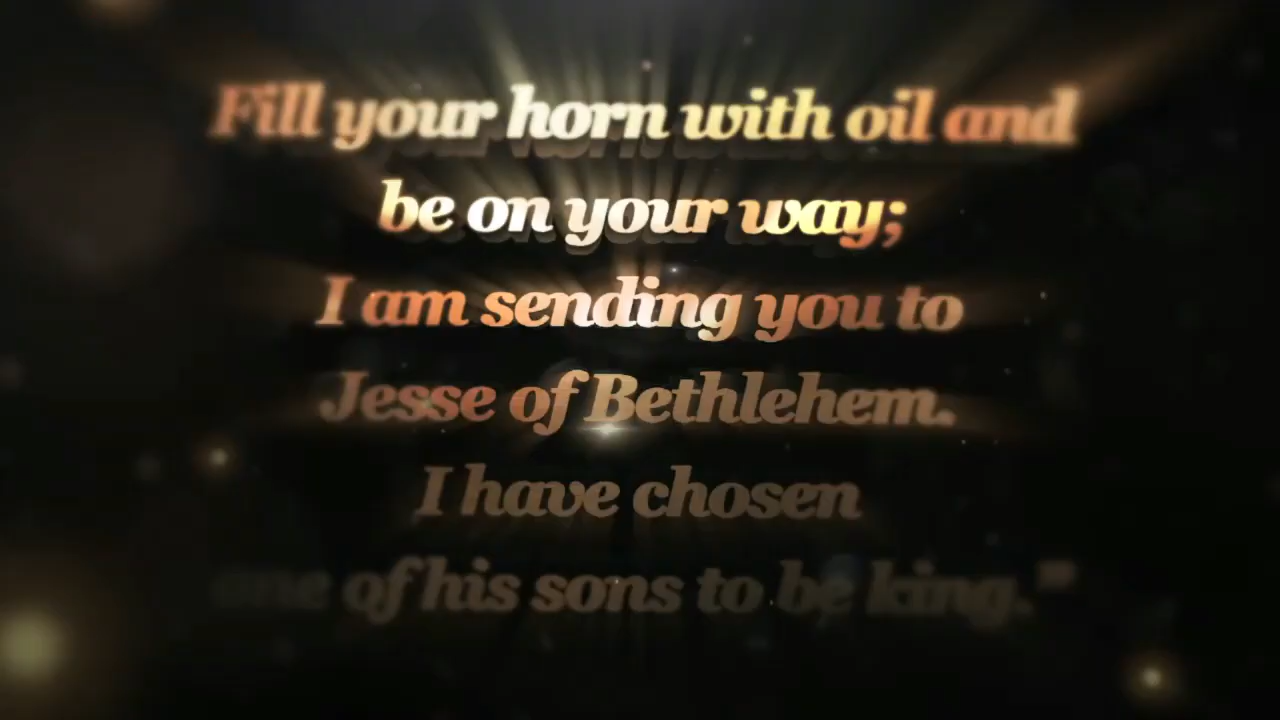 Fill your horn with oil and
be on your way;
I am sending you to
Jesse of Bethlehem.
I have chosen
one of his sons to be king."